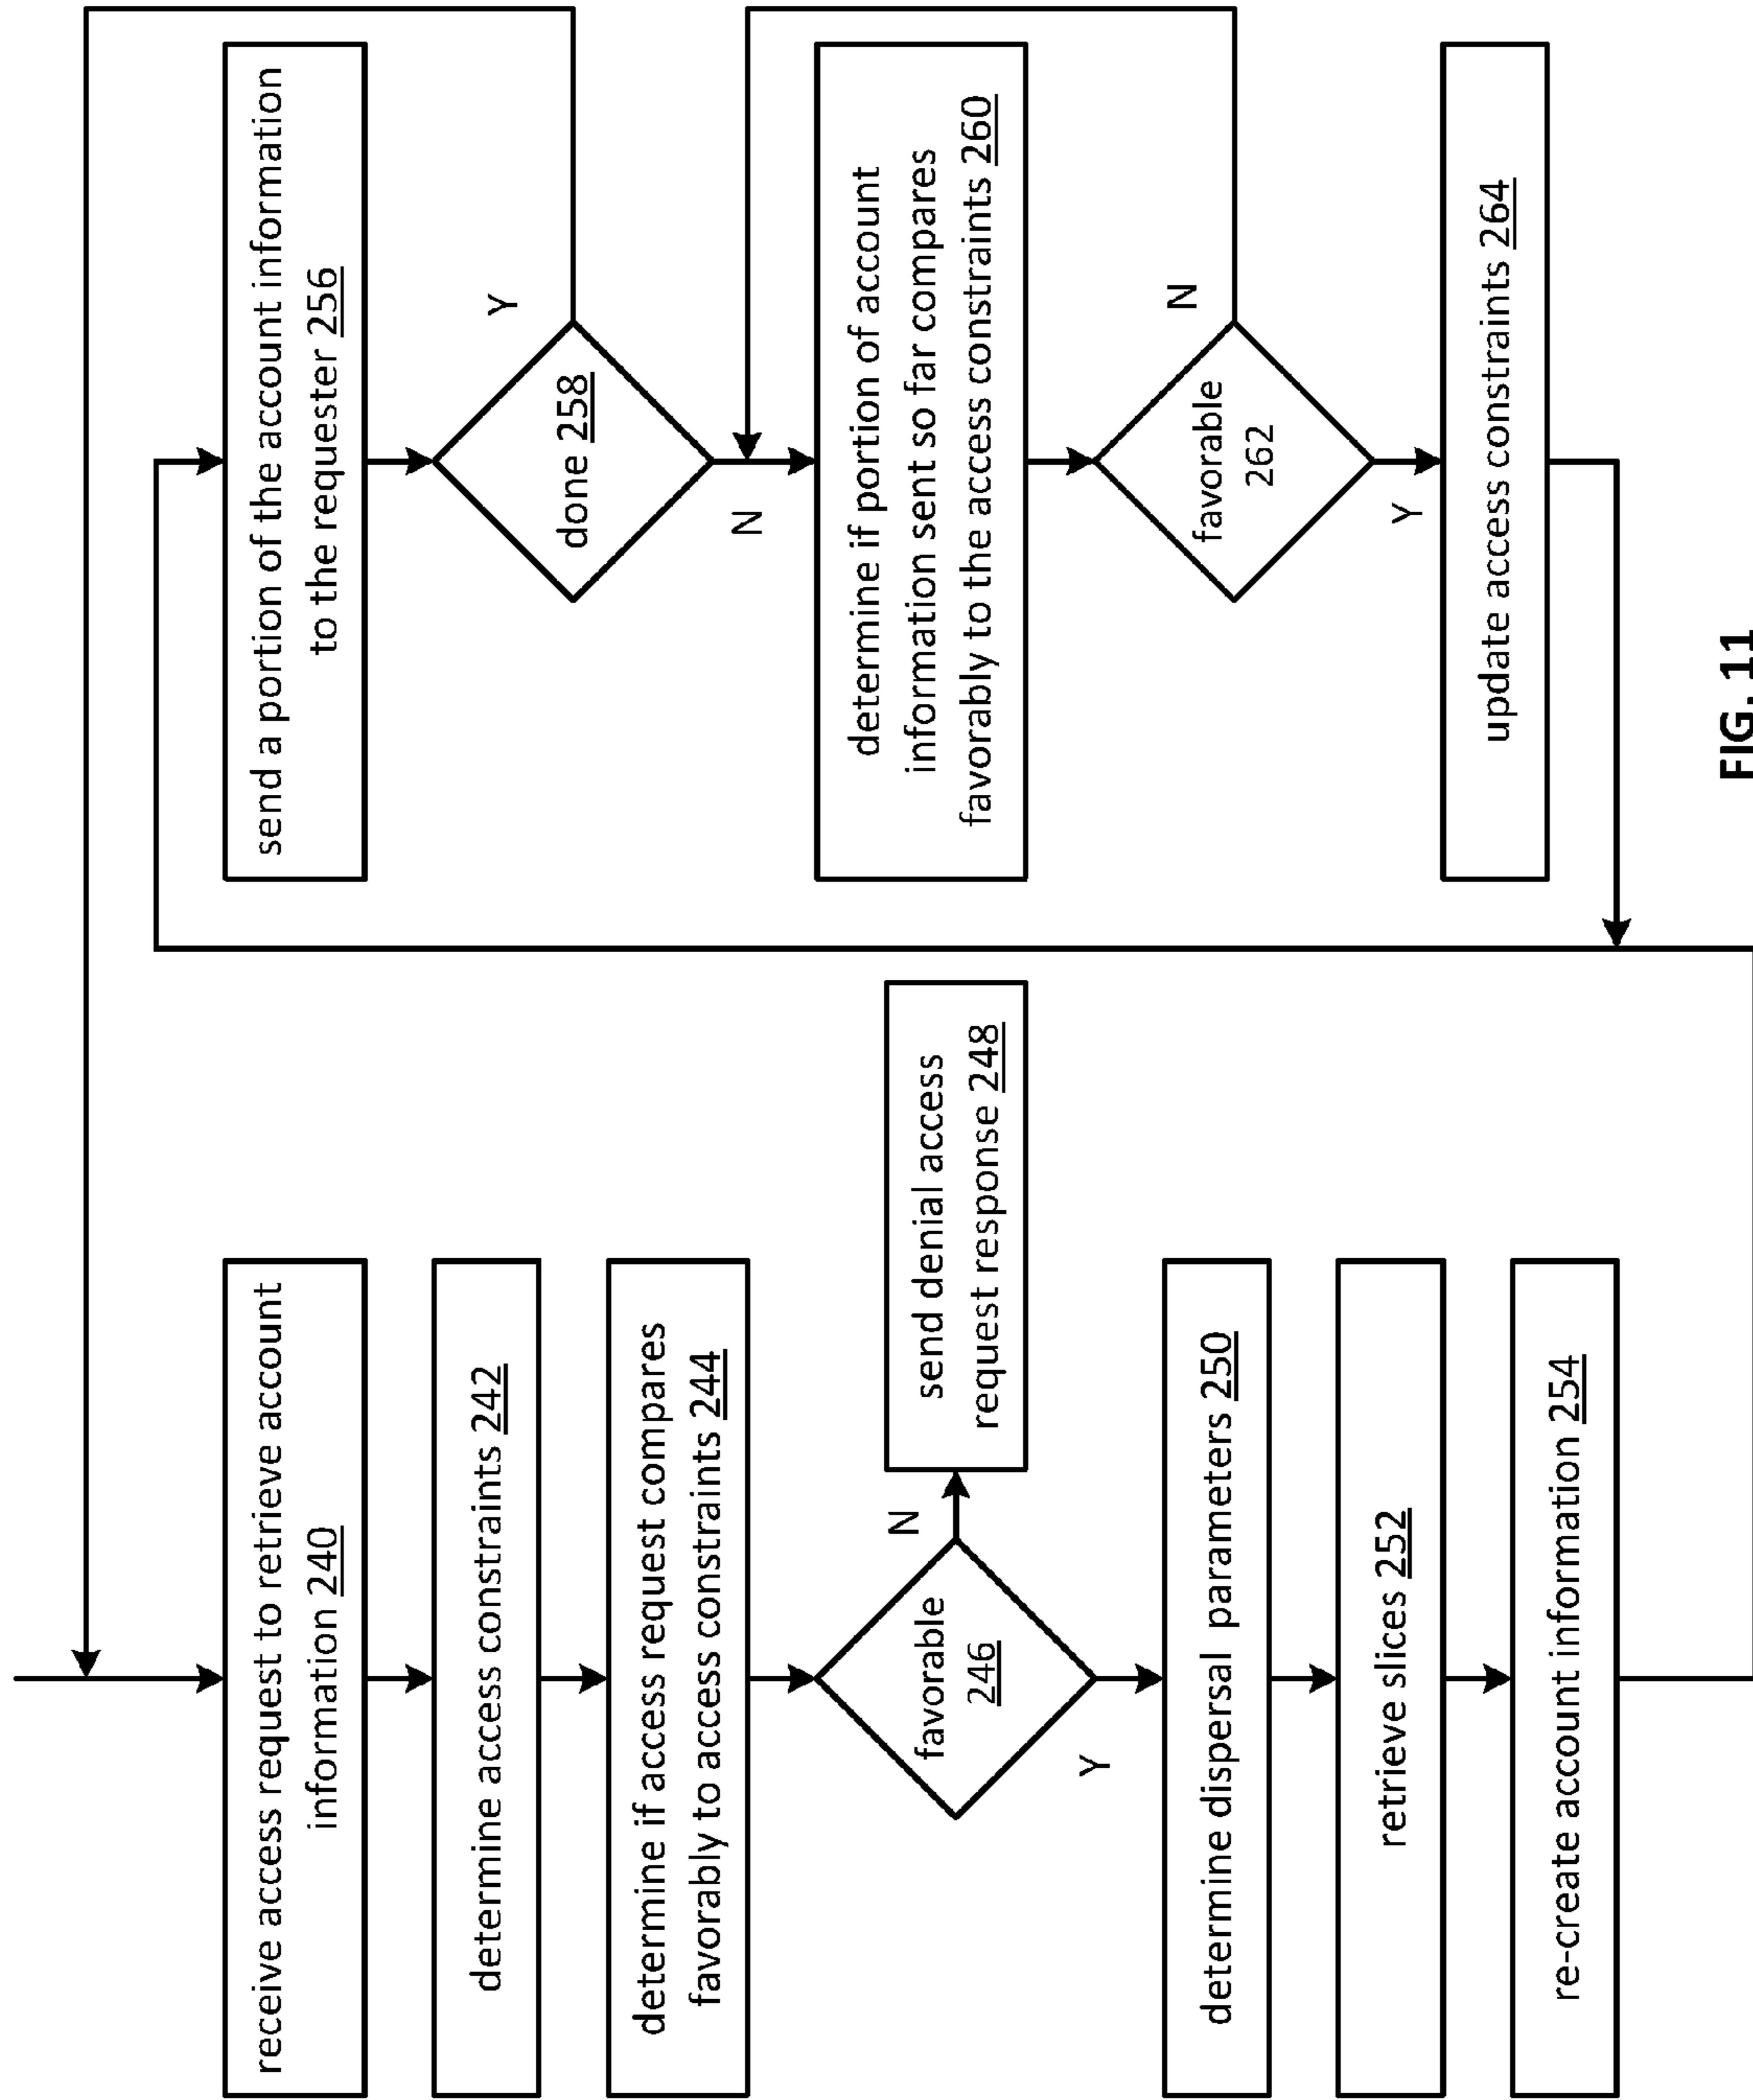 receive access request to retrieve account
information 240
determine access constraints 242
determine if access request compares
favorably to access constraints 244
favorable
246
N
send denial access
request response 248
Y
determine dispersal parameters 250
retrieve slices 252
re-create account information 254
send a portion of the account information
to the requester 256
done 258
Y
N
determine if portion of account
information sent so far compares
favorably to the access constraints 260
favorable
262
N
Y
update access constraints 264
FIG. 11